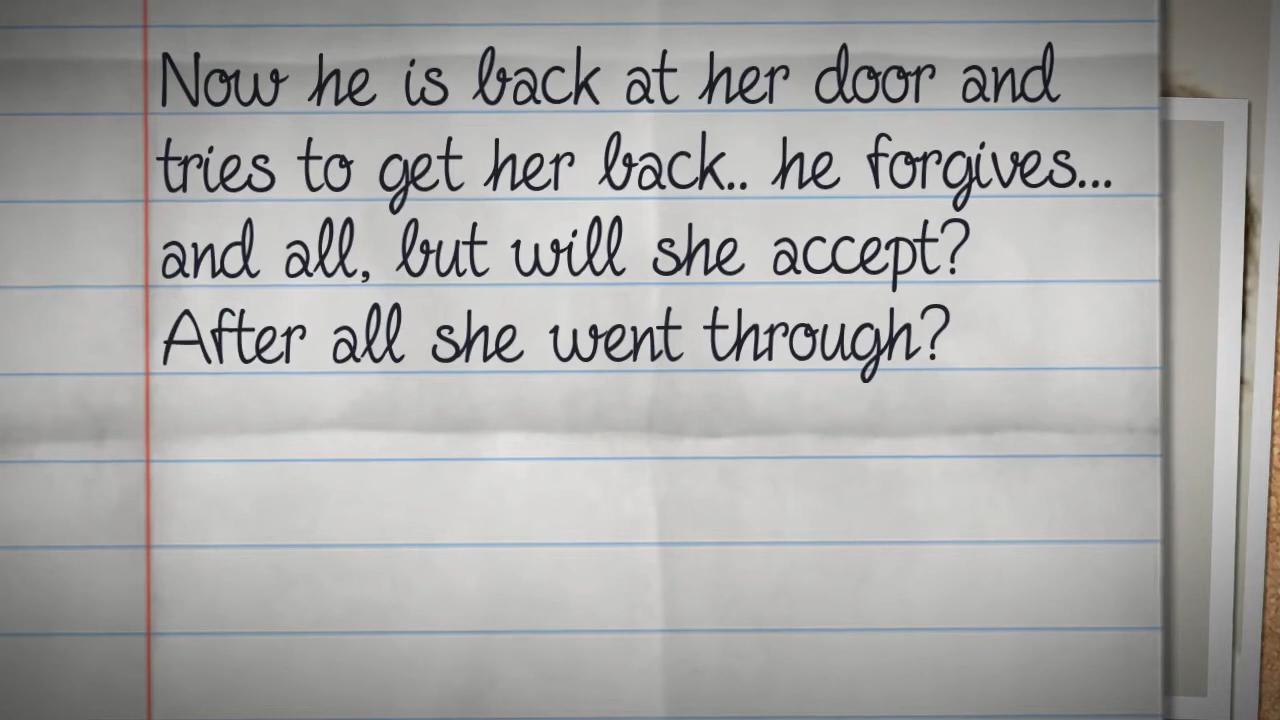 Now he is back at her door and
tries to get her back.. he forgives...
and all, but will she accept?
After all she went through?